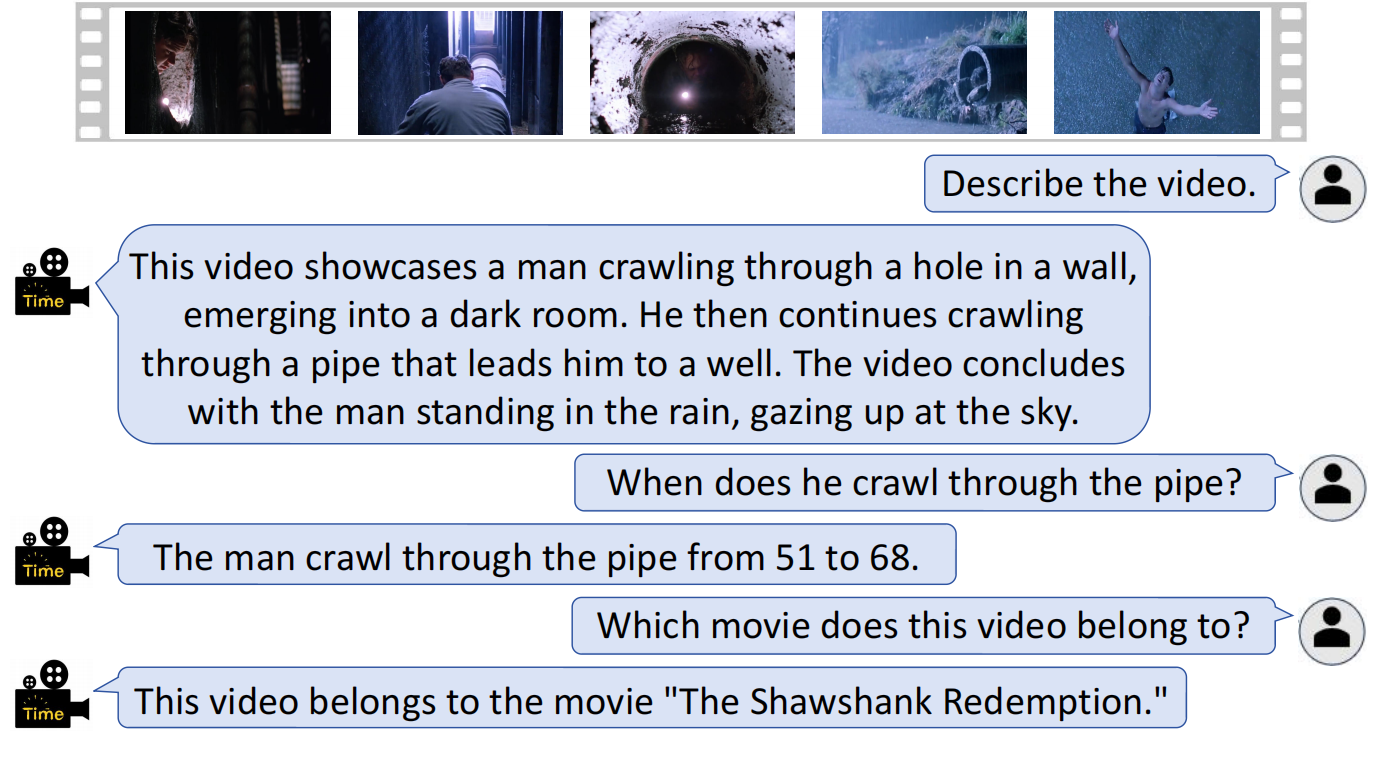 Describe the video.
This video showcases a man crawling through a hole in a wall,
emerging into a dark room. He then continues crawling
through a pipe that leads him to a well. The video concludes
with the man standing in the rain, gazing up at the sky.
Time
When does he crawl through the pipe?
The man crawl through the pipe from 51 to 68.
Time
Which movie does this video belong to?
This video belongs to the movie "The Shawshank Redemption."
Time